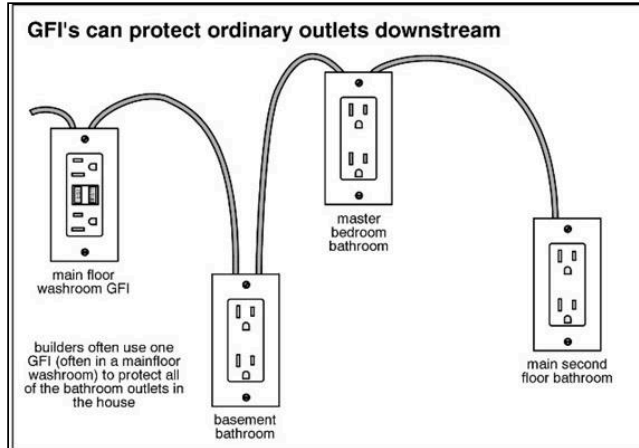 GFI's can protect ordinary outlets downstream
main floor
washroom GFI
master
bedroom
bathroom
builders often use one
GFI (often in a mainfloor
washroom) to protect all
of the bathroom outlets in
the house
basement
bathroom
main second
floor bathroom